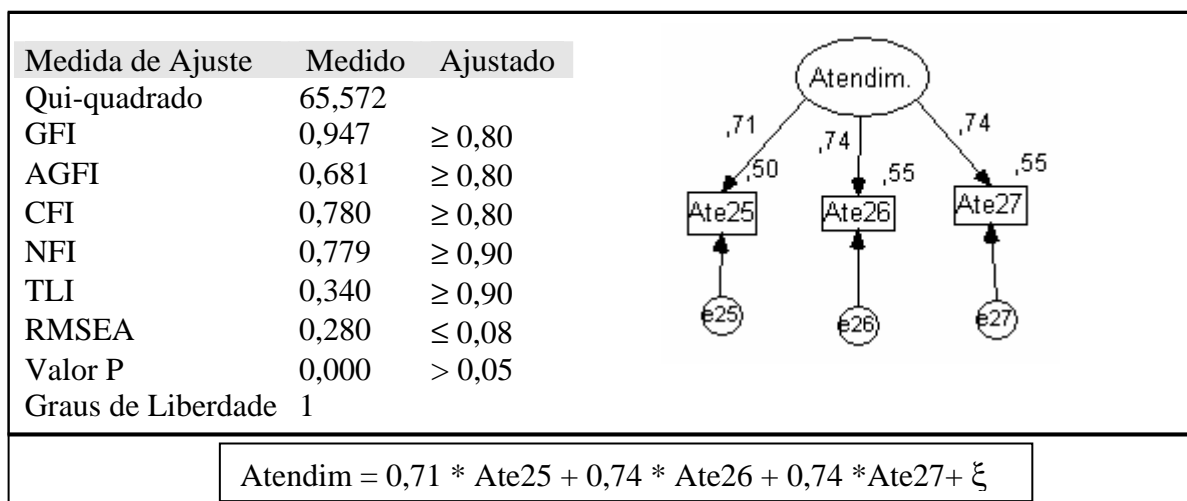 Medida de Ajuste Medido Ajustado
Qui-quadrado 65,572
GFI 0,947 ≥ 0,80
AGFI 0,681 ≥ 0,80
CFI 0,780 ≥ 0,80
NFI 0,779 ≥ 0,90
TLI 0,340 ≥ 0,90
RMSEA 0,280 ≤ 0,08
Valor P 0,000 > 0,05
Graus de Liberdade 1
Atendim.
,71 ,74 ,74
,50 ,55 ,55
Ate25 Ate26 Ate27
e25 e26 e27
Atendim = 0,71 * Ate25 + 0,74 * Ate26 + 0,74 *Ate27+ ξ